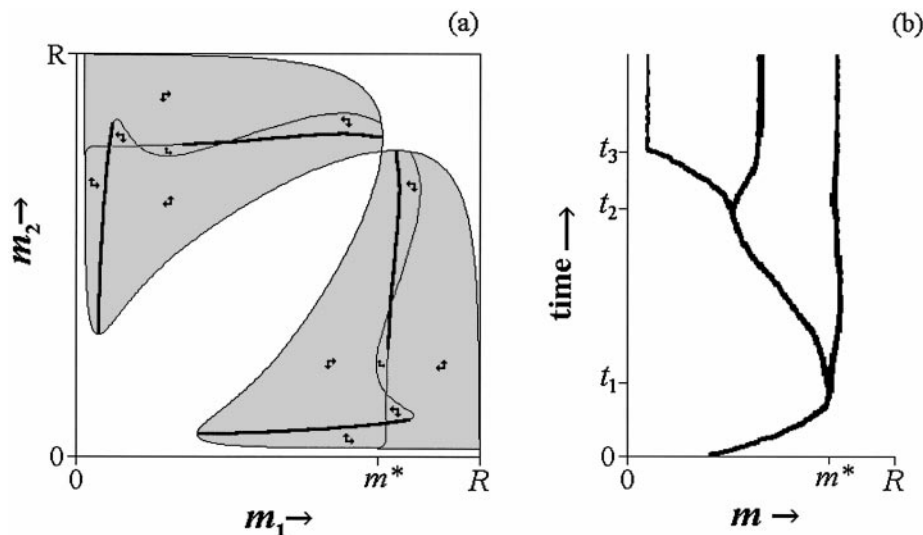 (a)
R
m₂→
0
0
m*
R
m₁→
(b)
t₃
t₂
time →
t₁
0
0
m*
R
m →